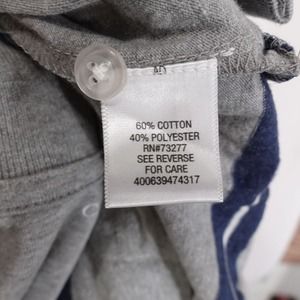 60% COTTON
40% POLYESTER
RN#73277
SEE REVERSE
FOR CARE
400639474317